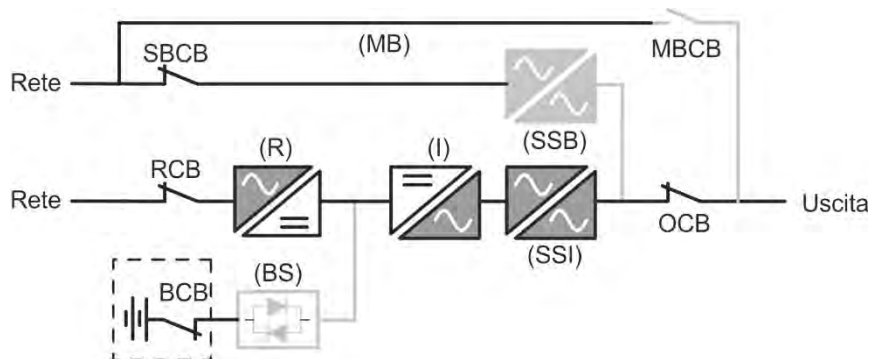 (MB)
MBCB
SBCB
Rete
(SSB)
RCB
(R)
(I)
Rete
Uscita
OCB
(SSI)
(BS)
BCB